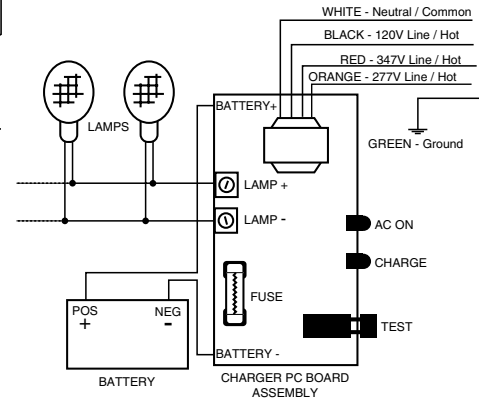 WHITE - Neutral / Common
BLACK - 120V Line / Hot
RED - 347V Line / Hot
ORANGE - 277V Line / Hot
BATTERY+
LAMPS
GREEN - Ground
LAMP +
LAMP -
AC ON
CHARGE
FUSE
POS
+
NEG
-
TEST
BATTERY -
BATTERY
CHARGER PC BOARD
ASSEMBLY